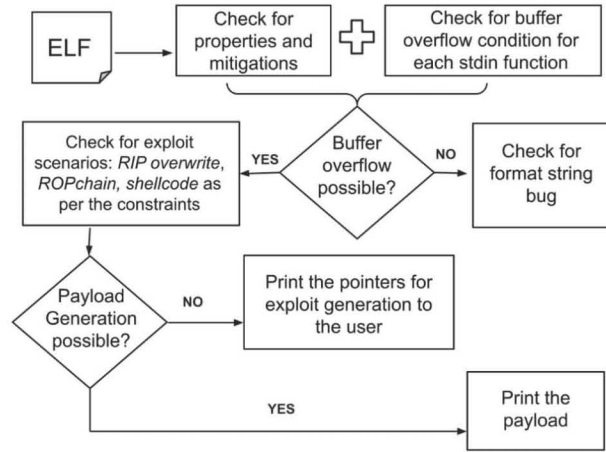 ELF
Check for
properties and
mitigations
Check for buffer
overflow condition for
each stdin function
Check for exploit
scenarios: RIP overwrite,
ROPchain, shellcode as
per the constraints
YES
Buffer
overflow
possible?
NO
Check for
format string
bug
Payload
Generation
possible?
NO
Print the pointers for
exploit generation to
the user
YES
Print the
payload